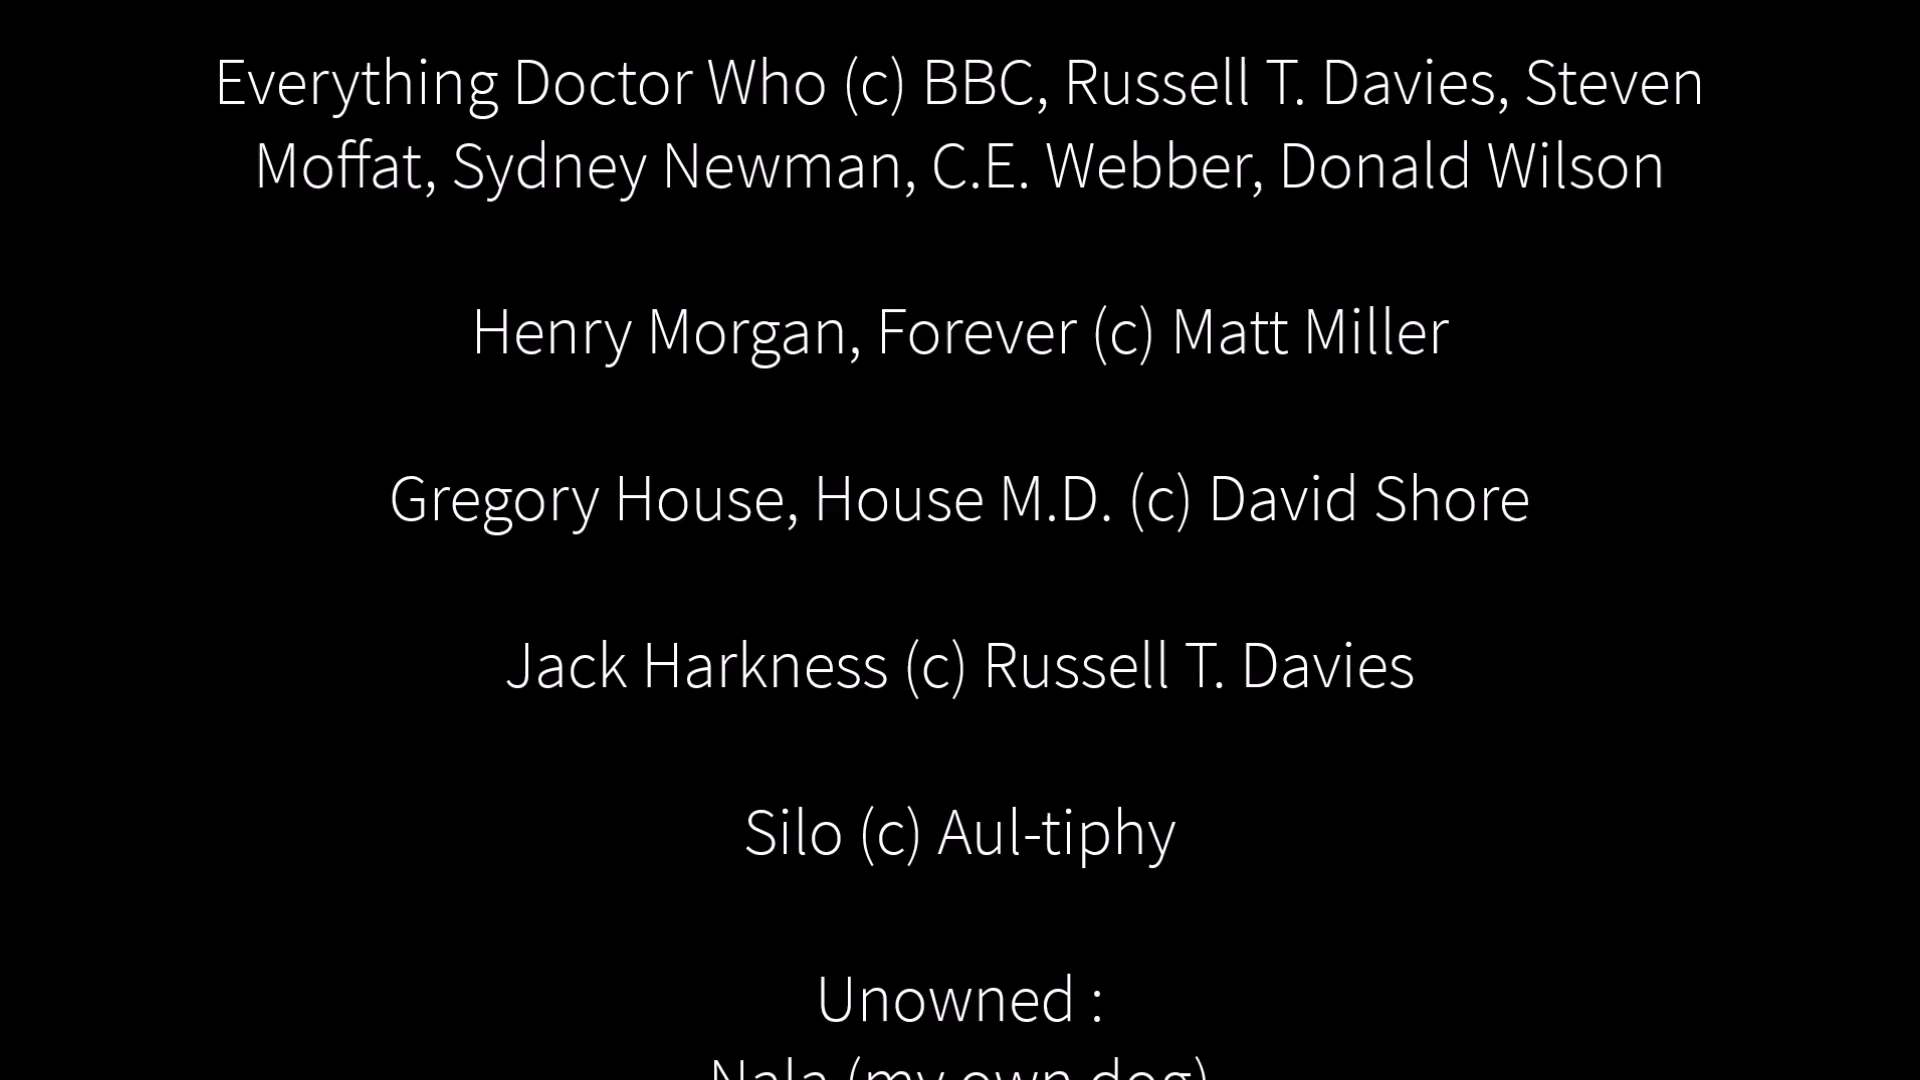 Everything Doctor Who (c) BBC, Russell T. Davies, Steven
Moffat, Sydney Newman, C.E. Webber, Donald Wilson
Henry Morgan, Forever (c) Matt Miller
Gregory House, House M.D. (c) David Shore
Jack Harkness (c) Russell T. Davies
Silo (c) Aul-tiphy
Unowned :
Nala (my own dog)